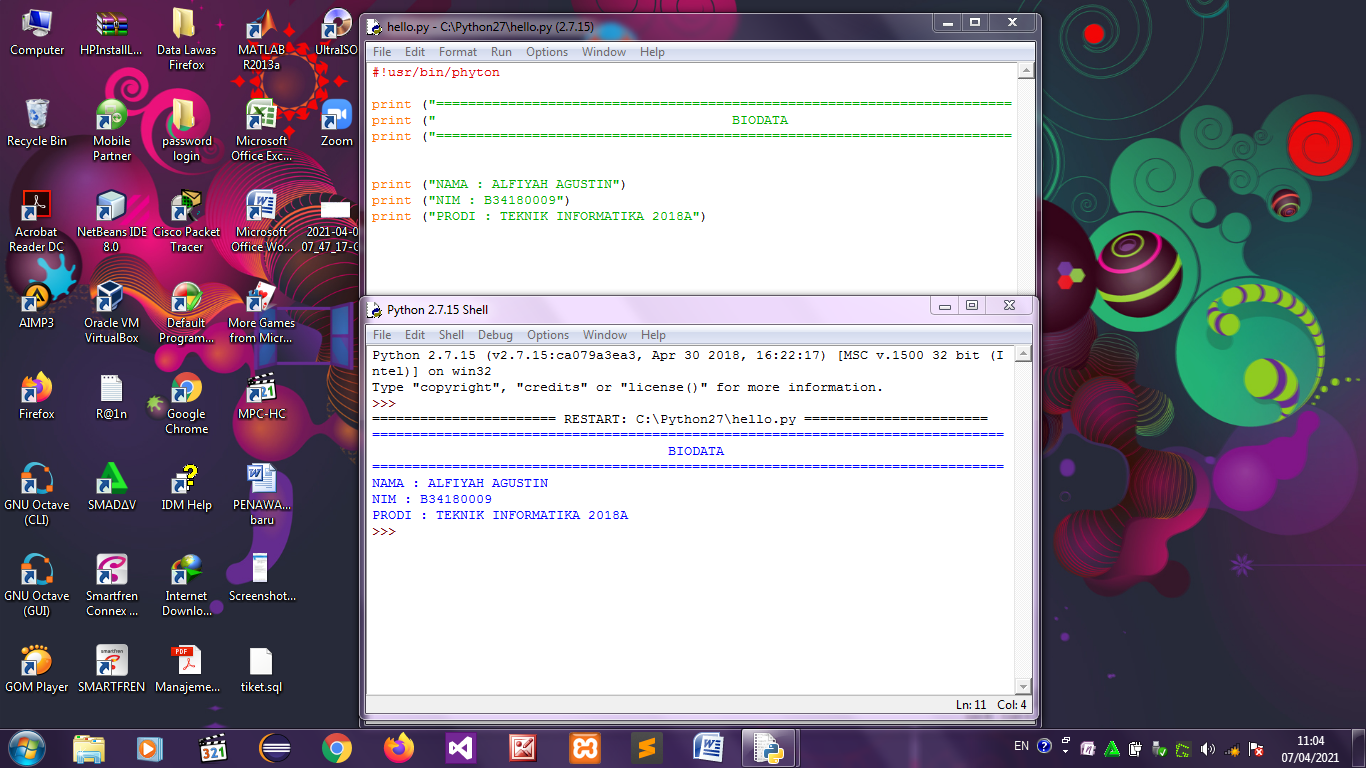 Computer
HPInstallL...
Data Lawas
Firefox
MATLAB
R2013a
UltraISO
Recycle Bin
Mobile
Partner
password
login
Microsoft
Office Exc...
Zoom
Acrobat
Reader DC
NetBeans IDE
8.0
Cisco Packet
Tracer
Microsoft
Office Wo...
2021-04-0
07_47_17-C
AIMP3
Oracle VM
VirtualBox
Default
Program...
More Games
from Micr...
Firefox
R@1n
Google
Chrome
MPC-HC
GNU Octave
(CLI)
SMADΔV
IDM Help
PENAWA...
baru
GNU Octave
(GUI)
Smartfren
Connex ...
Internet
Downlo...
Screenshot...
GOM Player
SMARTFREN
Manajeme...
tiket.sql
hello.py - C:\Python27\hello.py (2.7.15)
File Edit Format Run Options Window Help
#!usr/bin/phyton
print ("========================================================================
print ("                                     BIODATA
print ("========================================================================
print ("NAMA : ALFIYAH AGUSTIN")
print ("NIM : B34180009")
print ("PRODI : TEKNIK INFORMATIKA 2018A")
Python 2.7.15 Shell
File Edit Shell Debug Options Window Help
Python 2.7.15 (v2.7.15:ca079a3ea3, Apr 30 2018, 16:22:17) [MSC v.1500 32 bit (I
ntel)] on win32
Type "copyright", "credits" or "license()" for more information.
>>>
======================= RESTART: C:\Python27\hello.py =======================
===============================================================================
                                     BIODATA
===============================================================================
NAMA : ALFIYAH AGUSTIN
NIM : B34180009
PRODI : TEKNIK INFORMATIKA 2018A
>>>
Ln: 11 Col: 4
321
EN
11:04
07/04/2021